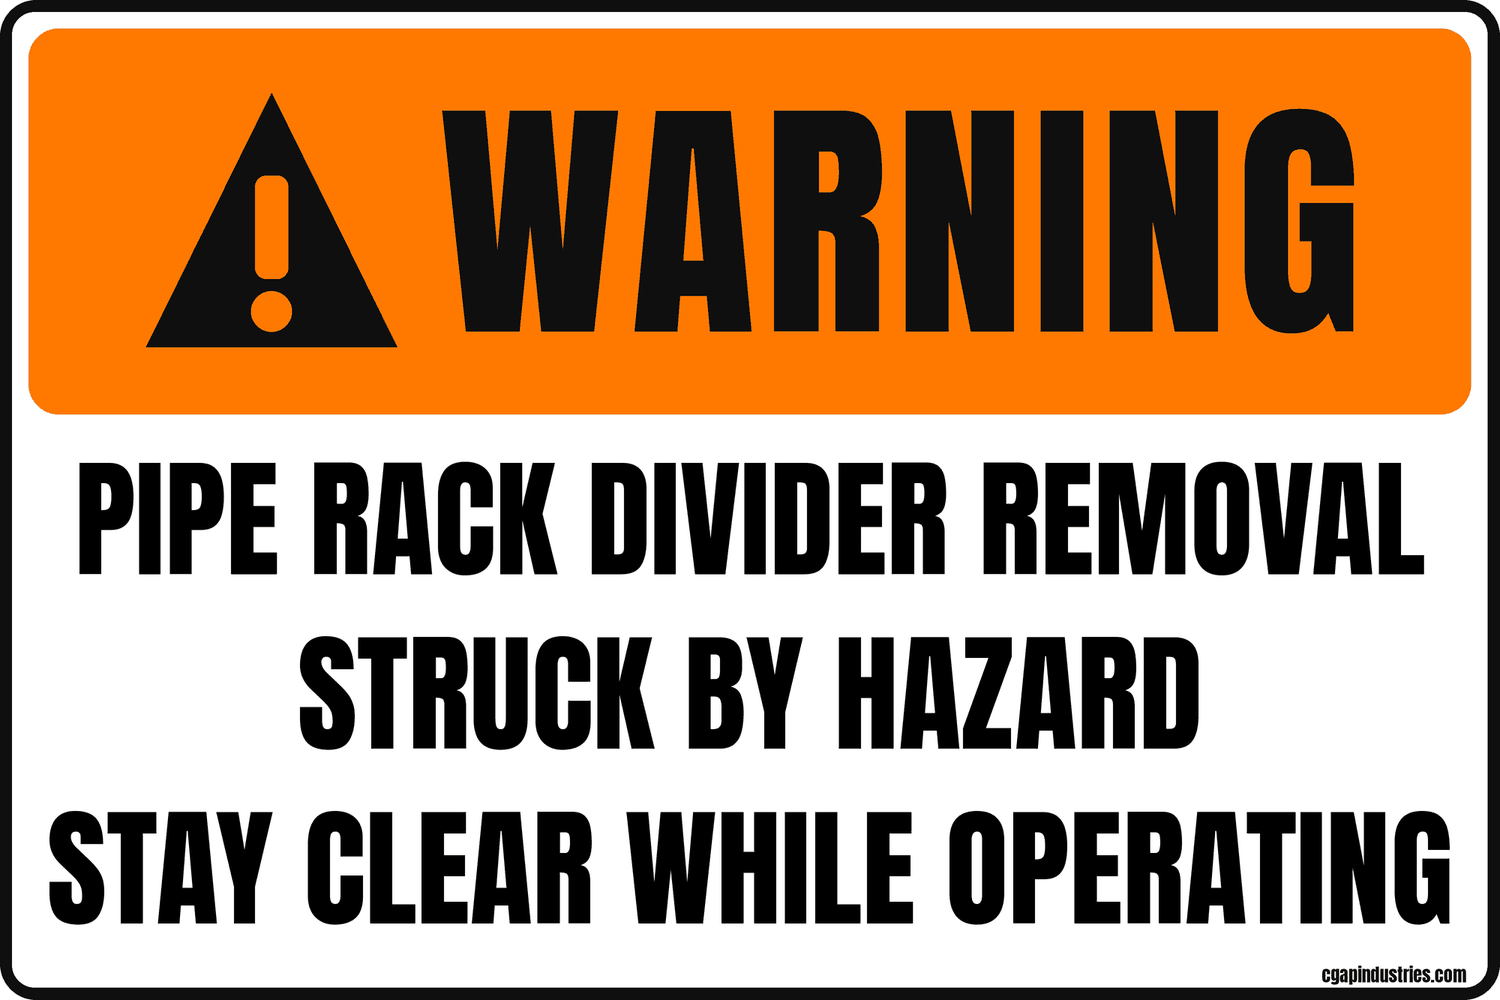 WARNING
PIPE RACK DIVIDER REMOVAL
STRUCK BY HAZARD
STAY CLEAR WHILE OPERATING
cgapindustries.com